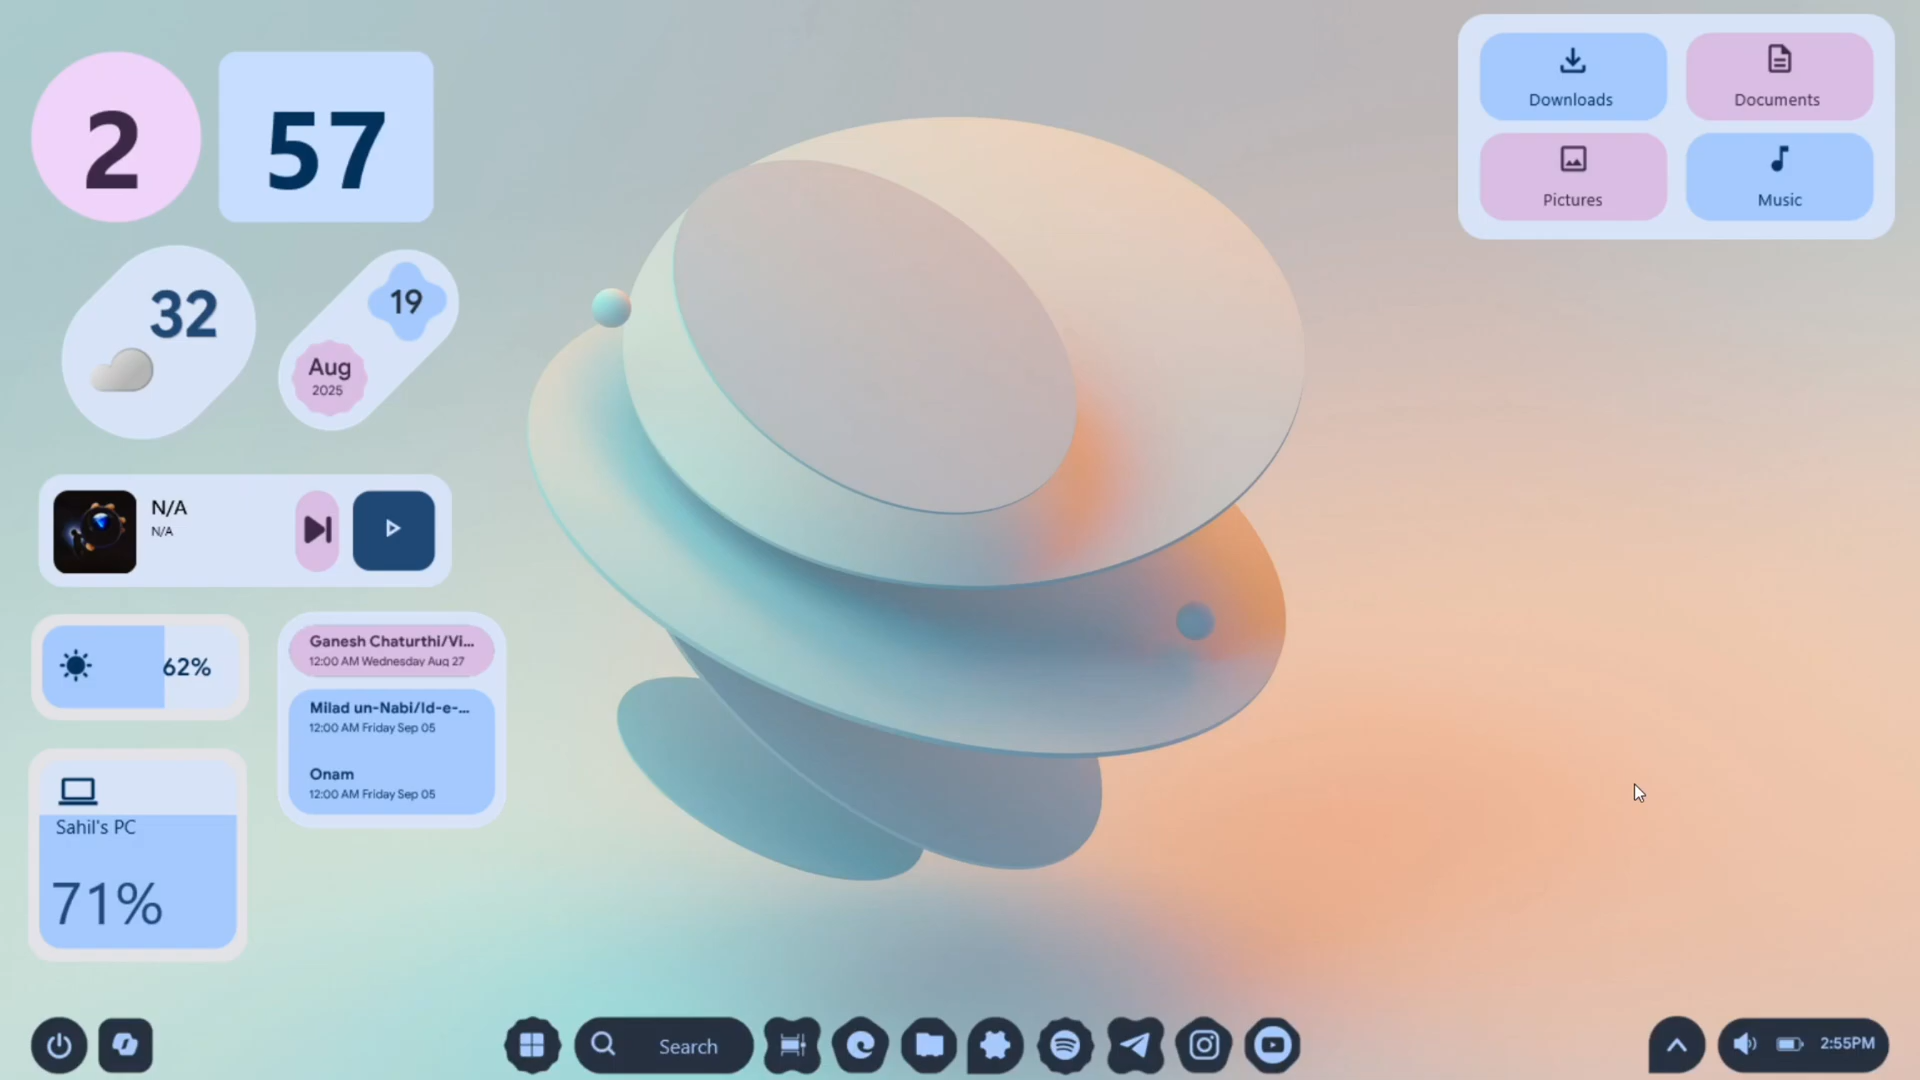 2
57
Downloads
Documents
Pictures
Music
32
19
Aug
2025
N/A
N/A
62%
Ganesh Chaturthi/Vi...
12:00 AM Wednesday Aug 27
Milad un-Nabi/Id-e-...
12:00 AM Friday Sep 05
Onam
12:00 AM Friday Sep 05
Sahil's PC
71%
Search
2:55PM